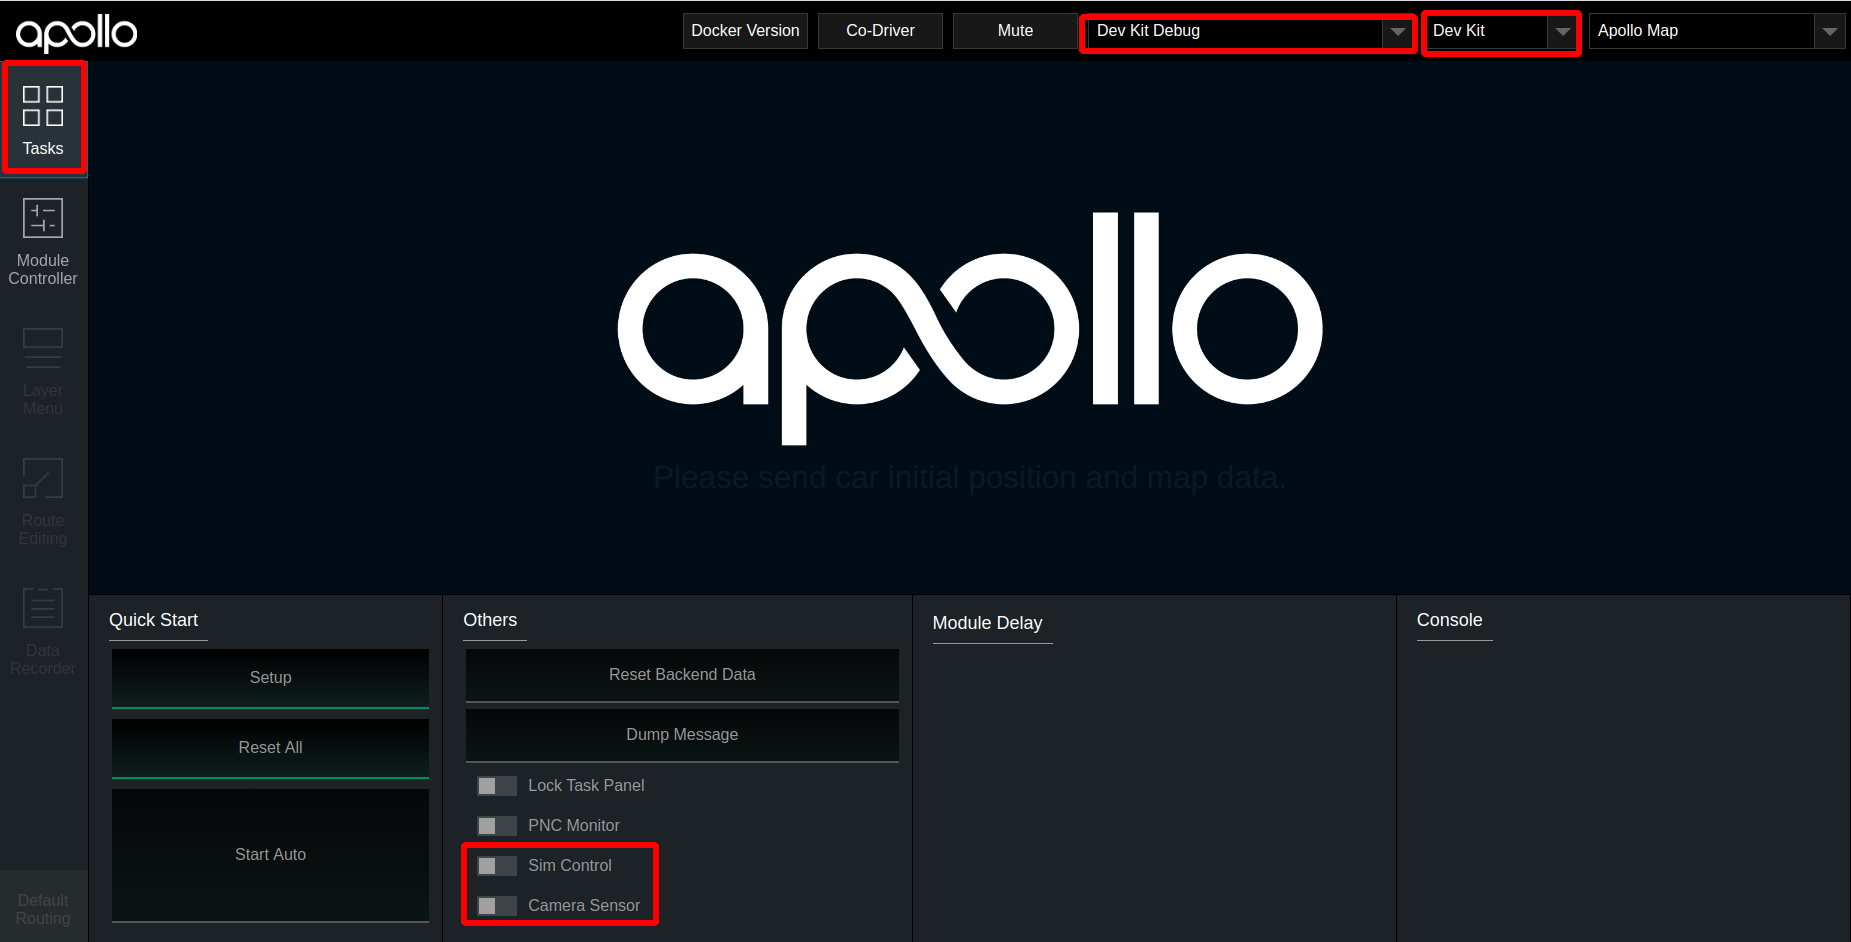 apollo
Docker Version
Co-Driver
Mute
Dev Kit Debug
Dev Kit
Apollo Map
Tasks
Module
Controller
Layer
Menu
Route
Editing
Data
Recorder
Default
Routing
apollo
Please send car initial position and map data.
Quick Start
Setup
Reset All
Start Auto
Others
Reset Backend Data
Dump Message
Lock Task Panel
PNC Monitor
Sim Control
Camera Sensor
Module Delay
Console